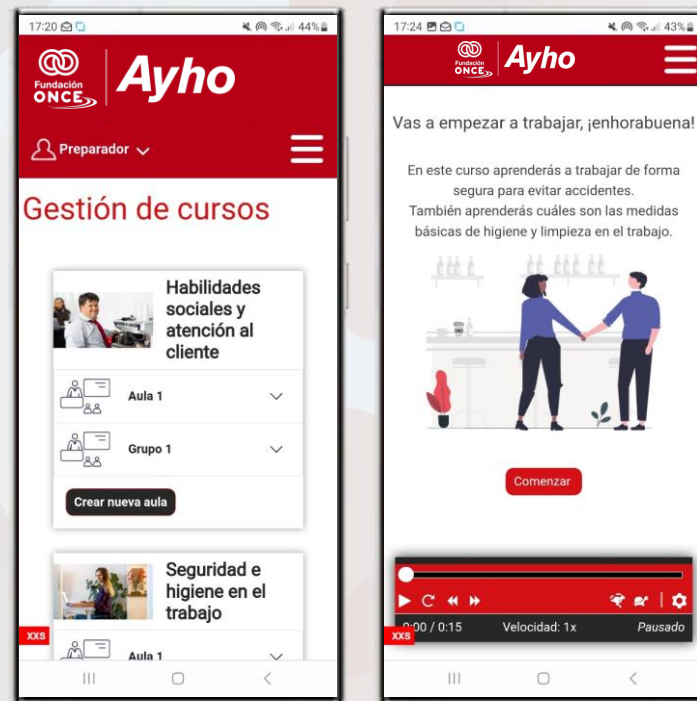 17:20
44%
Fundación
ONCE
Ayho
Preparador
Gestión de cursos
Habilidades
sociales y
atención al
cliente
Aula 1
Grupo 1
Crear nueva aula
Seguridad e
higiene en el
trabajo
XXS
Aula 1
17:24
43%
Fundación
ONCE
Ayho
Vas a empezar a trabajar, ¡enhorabuena!
En este curso aprenderás a trabajar de forma
segura para evitar accidentes.
También aprenderás cuáles son las medidas
básicas de higiene y limpieza en el trabajo.
Comenzar
0:00 / 0:15 Velocidad: 1x Pausado
XXS